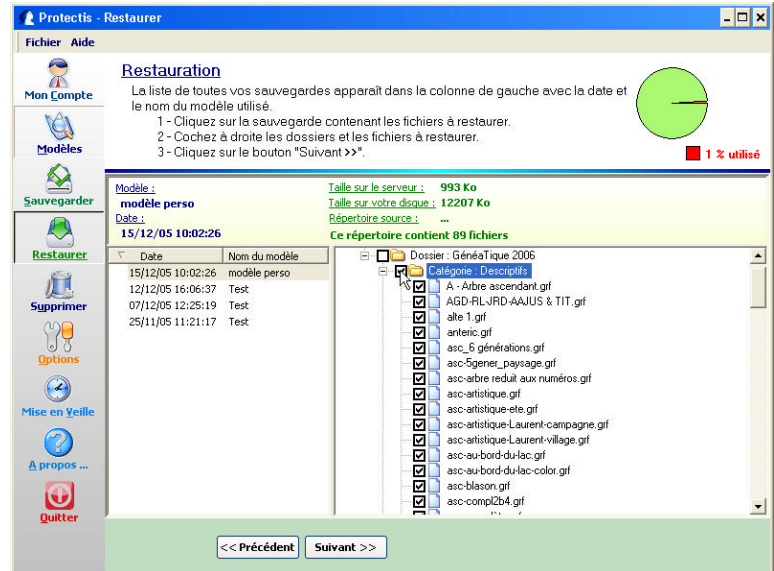 Protectis - Restaurer
Fichier Aide
Mon Compte
Modèles
Sauvegarder
Restaurer
Supprimer
Options
Mise en Veille
A propos ...
Quitter
Restauration
La liste de toutes vos sauvegardes apparaît dans la colonne de gauche avec la date et
le nom du modèle utilisé.
1 - Cliquez sur la sauvegarde contenant les fichiers à restaurer.
2 - Cochez à droite les dossiers et les fichiers à restaurer.
3 - Cliquez sur le bouton "Suivant >>".
1 % utilisé
Modèle :
modèle perso
Date :
15/12/05 10:02:26
Taille sur le serveur : 993 Ko
Taille sur votre disque : 12207 Ko
Répertoire source : ...
Ce répertoire contient 89 fichiers
Date Nom du modèle
15/12/05 10:02:26 modèle perso
12/12/05 16:06:37 Test
07/12/05 12:25:19 Test
25/11/05 11:21:17 Test
Dossier : GénéaTique 2006
Catégorie : Descriptifs
A - Arbre ascendant.grf
AGD-RL-JRD-AAJUS & TIT.grf
alte 1.grf
anteric.grf
asc_6 générations.grf
asc-5gener_paysage.grf
asc-arbre reduit aux numéros.grf
asc-artistique.grf
asc-artistique-ete.grf
asc-artistique-Laurent-campagne.grf
asc-artistique-Laurent-village.grf
asc-au-bord-du-lac.grf
asc-au-bord-du-lac-color.grf
asc-blason.grf
asc-compl2b4.grf
<< Précédent Suivant >>